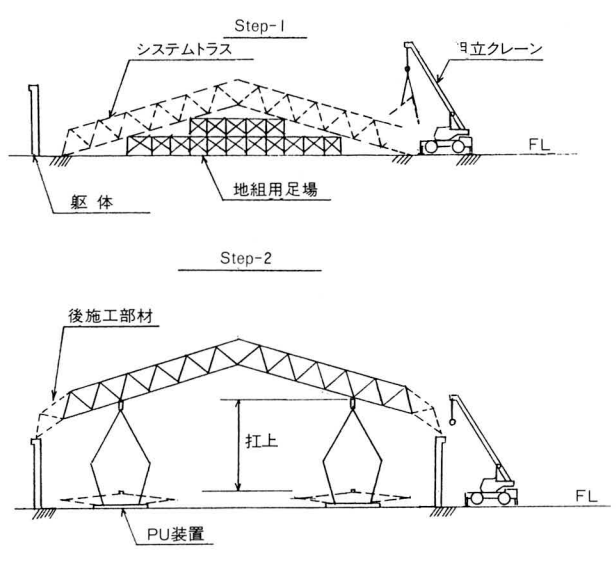 Step-1
システムトラス
立クレーン
FL
地組用足場
躯体
Step-2
後施工部材
扛上
FL
PU装置